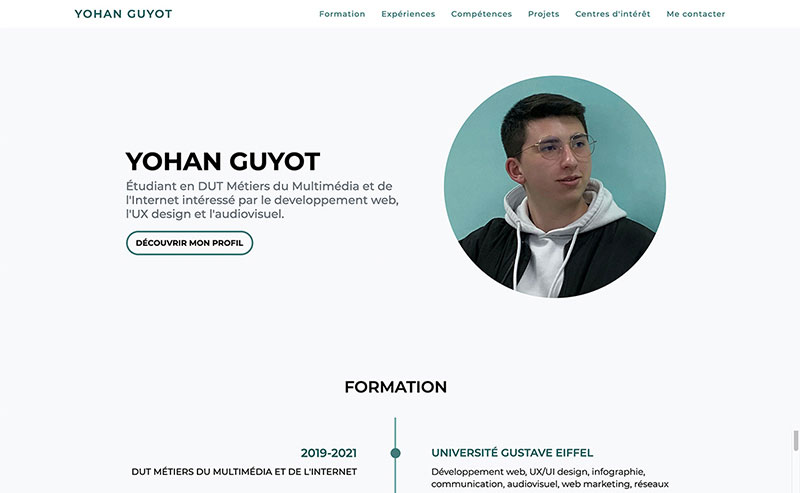 YOHAN GUYOT
Formation Expériences Compétences Projets Centres d'intérêt Me contacter
YOHAN GUYOT
Étudiant en DUT Métiers du Multimédia et de
l'Internet intéressé par le developpement web,
l'UX design et l'audiovisuel.
DÉCOUVRIR MON PROFIL
FORMATION
2019-2021
DUT MÉTIERS DU MULTIMÉDIA ET DE L'INTERNET
UNIVERSITÉ GUSTAVE EIFFEL
Développement web, UX/UI design, infographie,
communication, audiovisuel, web marketing, réseaux